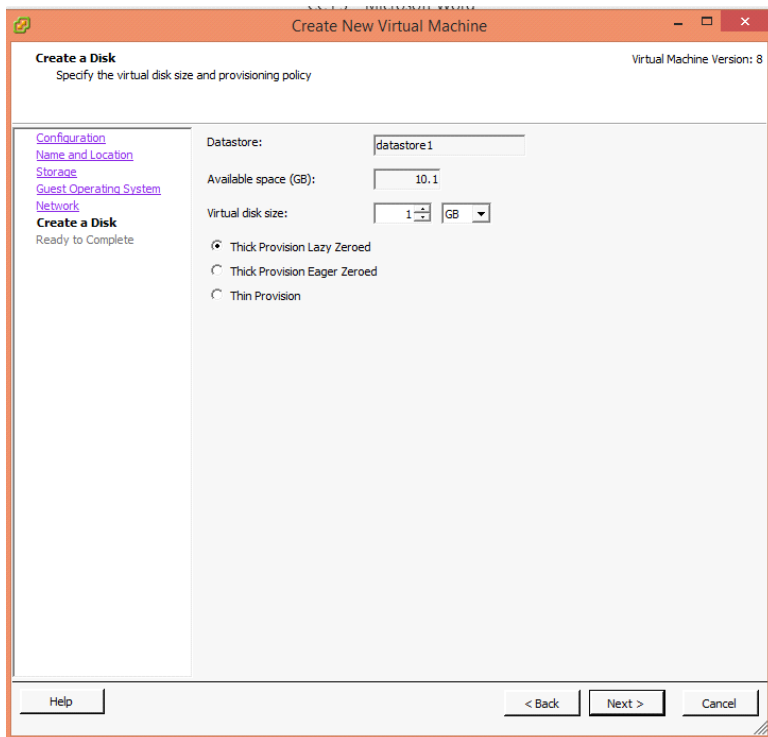 Create New Virtual Machine
Create a Disk
Virtual Machine Version: 8
Specify the virtual disk size and provisioning policy
Configuration
Name and Location
Storage
Guest Operating System
Network
Create a Disk
Ready to Complete
Datastore:
datastore1
Available space (GB):
10.1
Virtual disk size:
1
GB
Thick Provision Lazy Zeroed
Thick Provision Eager Zeroed
Thin Provision
Help
< Back
Next >
Cancel